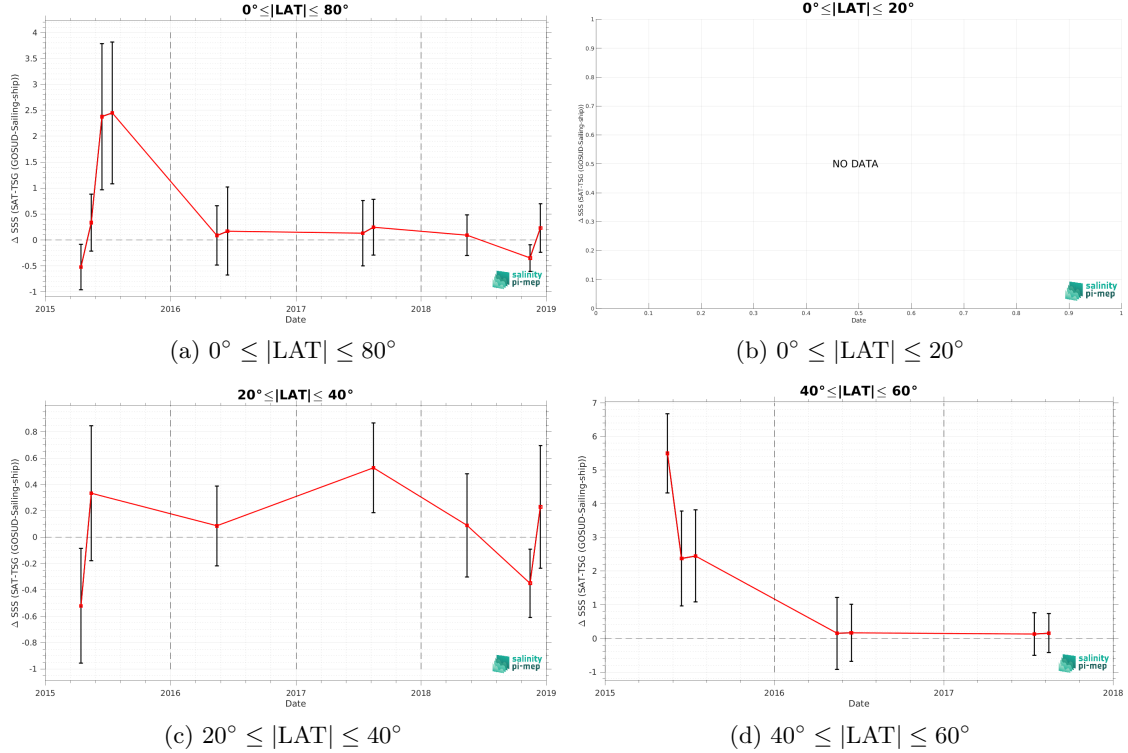 0°≤|LAT|≤ 80°
4
3.5
3
2.5
2
1.5
1
0.5
0
-0.5
-1
Δ SSS (SAT-TSG (GOSUD-Sailing-ship))
2015
2016
2017
2018
2019
Date
salinity
pi-mep
(a) 0° ≤ |LAT| ≤ 80°
0°≤|LAT|≤ 20°
1
0.9
0.8
0.7
0.6
0.5
0.4
0.3
0.2
0.1
0
Δ SSS (SAT-TSG (GOSUD-Sailing-ship))
NO DATA
0
0.1
0.2
0.3
0.4
0.5
0.6
0.7
0.8
0.9
1
Date
salinity
pi-mep
(b) 0° ≤ |LAT| ≤ 20°
20°≤|LAT|≤ 40°
0.8
0.6
0.4
0.2
0
-0.2
-0.4
-0.6
-0.8
-1
Δ SSS (SAT-TSG (GOSUD-Sailing-ship))
2015
2016
2017
2018
2019
Date
salinity
pi-mep
(c) 20° ≤ |LAT| ≤ 40°
40°≤|LAT|≤ 60°
7
6
5
4
3
2
1
0
-1
Δ SSS (SAT-TSG (GOSUD-Sailing-ship))
2015
2016
2017
2018
Date
salinity
pi-mep
(d) 40° ≤ |LAT| ≤ 60°